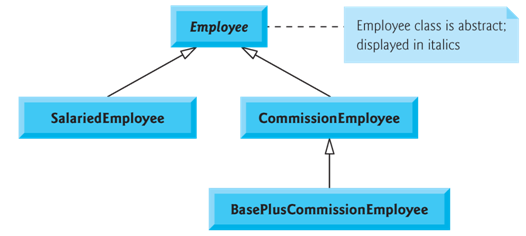 Employee
Employee class is abstract;
displayed in italics
SalariedEmployee
CommissionEmployee
BasePlusCommissionEmployee